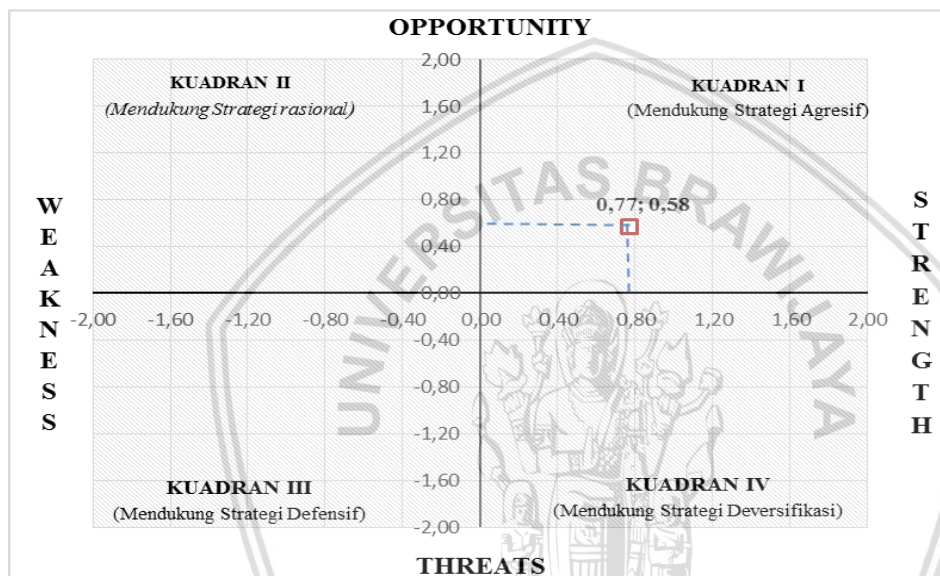 OPPORTUNITY
KUADRAN II
(Mendukung Strategi rasional)
KUADRAN I
(Mendukung Strategi Agresif)
2,00
1,60
1,20
0,80
0,40
0,00
-0,40
-0,80
-1,20
-1,60
-2,00
0,77; 0,58
-2,00 -1,60 -1,20 -0,80 -0,40 0,00 0,40 0,80 1,20 1,60 2,00
WEAKNESS
STRENGTH
UNIVERSITAS BRAWIJAYA
KUADRAN III
(Mendukung Strategi Defensif)
KUADRAN IV
(Mendukung Strategi Deversifikasi)
THREATS